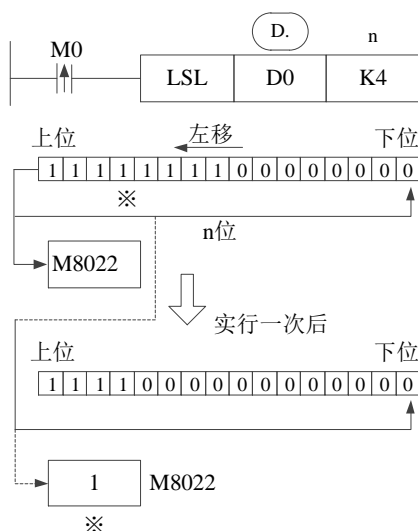 D. n
M0
LSL D0 K4
上位 左移 下位
1 1 1 1 1 1 1 1 0 0 0 0 0 0 0 0
※
n位
M8022
实行一次后
上位 下位
1 1 1 1 0 0 0 0 0 0 0 0 0 0 0 0
1 M8022
※